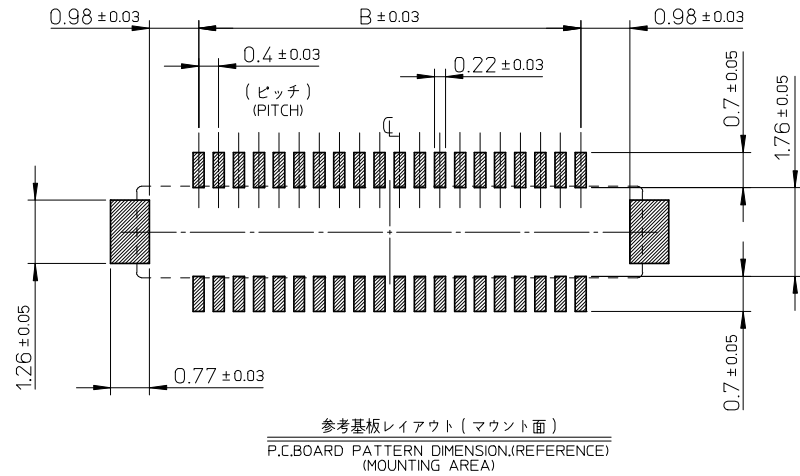 0.98 ±0.03
B ±0.03
0.98 ±0.03
0.4 ±0.03
0.22 ±0.03
( ピッチ )
(PITCH)
℄
0.7 ±0.05
1.76 ±0.05
1.26 ±0.05
0.77 ±0.03
0.7 ±0.05
参考基板レイアウト ( マウント面 )
P.C.BOARD PATTERN DIMENSION.(REFERENCE)
(MOUNTING AREA)